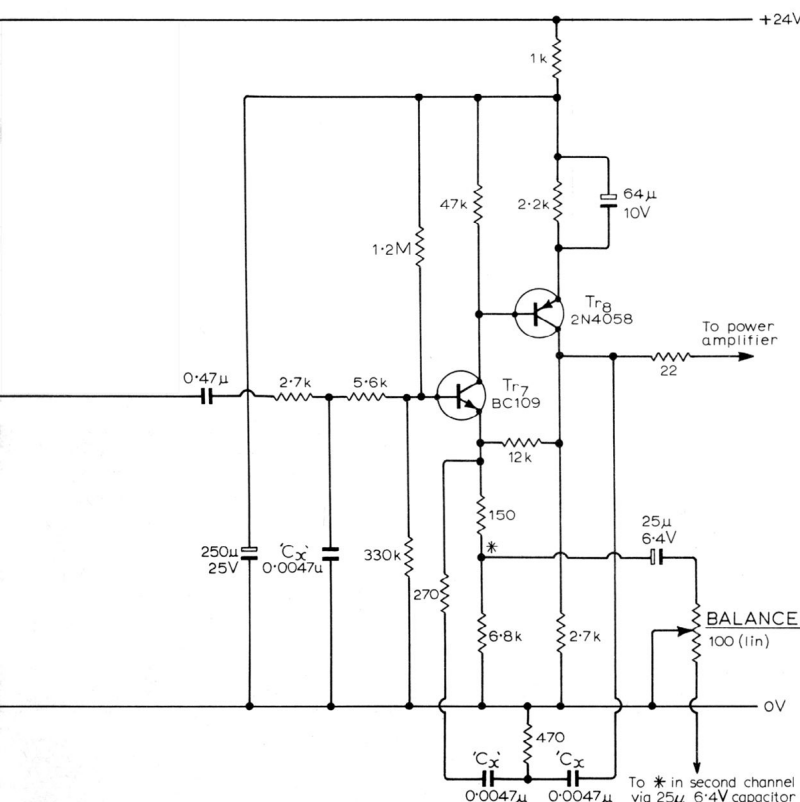 +24V
1k
47k
2·2k
64μ
10V
1·2M
Tr8
2N4058
To power
amplifier
22
0·47μ
2·7k
5·6k
Tr7
BC109
12k
150
*
25μ
6·4V
250μ
25V
'Cx'
0·0047μ
330k
270
6·8k
2·7k
BALANCE
100 (lin)
0V
470
'Cx'
0·0047μ
'Cx'
0·0047μ
To * in second channel
via 25μ 6·4V capacitor